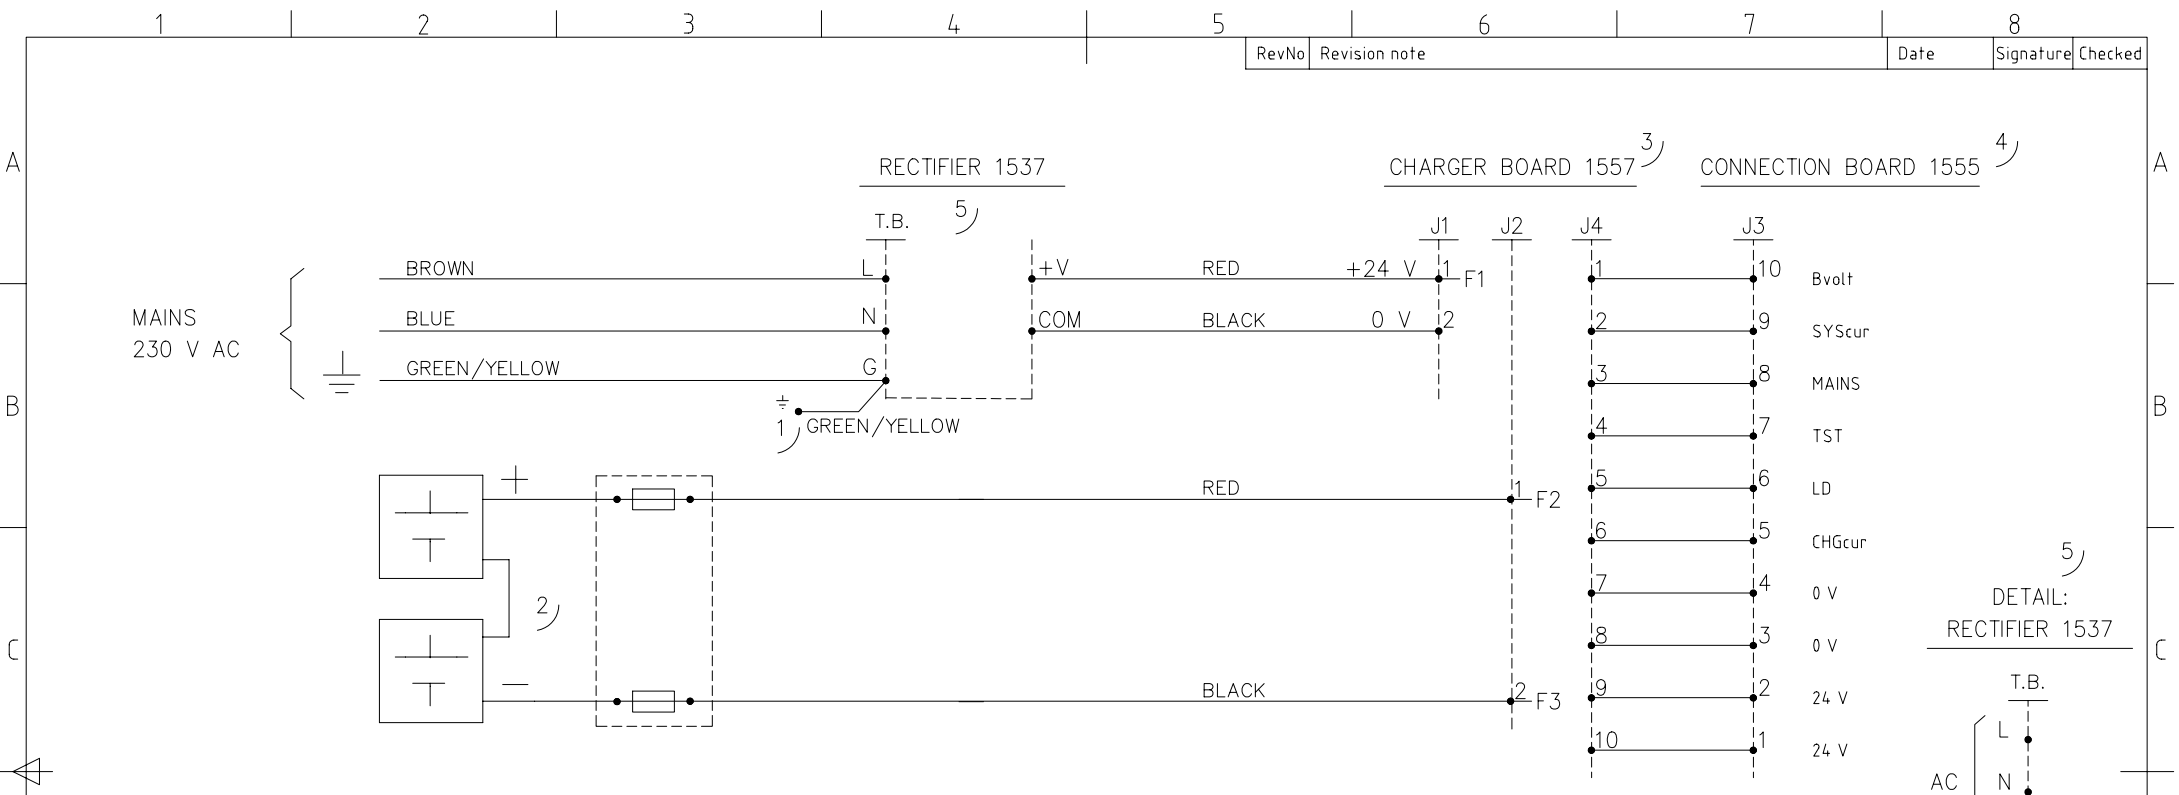 1 2 3 4 5 6 7 8
RevNo Revision note Date Signature Checked
A A
RECTIFIER 1537
5
CHARGER BOARD 1557 3
CONNECTION BOARD 1555 4
T.B.
J1 J2 J4 J3
BROWN L +V RED +24 V 1 F1 1 10 Bvolt
MAINS
230 V AC
BLUE N COM BLACK 0 V 2 2 9 SYScur
GREEN/YELLOW G 3 8 MAINS
B B
1 GREEN/YELLOW 4 7 TST
+ RED 1 F2 5 6 LD
6 5 CHGcur
2
7 4 0 V
5
DETAIL:
RECTIFIER 1537
C C
8 3 0 V
− BLACK 2 F3 9 2 24 V
10 1 24 V
T.B.
L
AC N